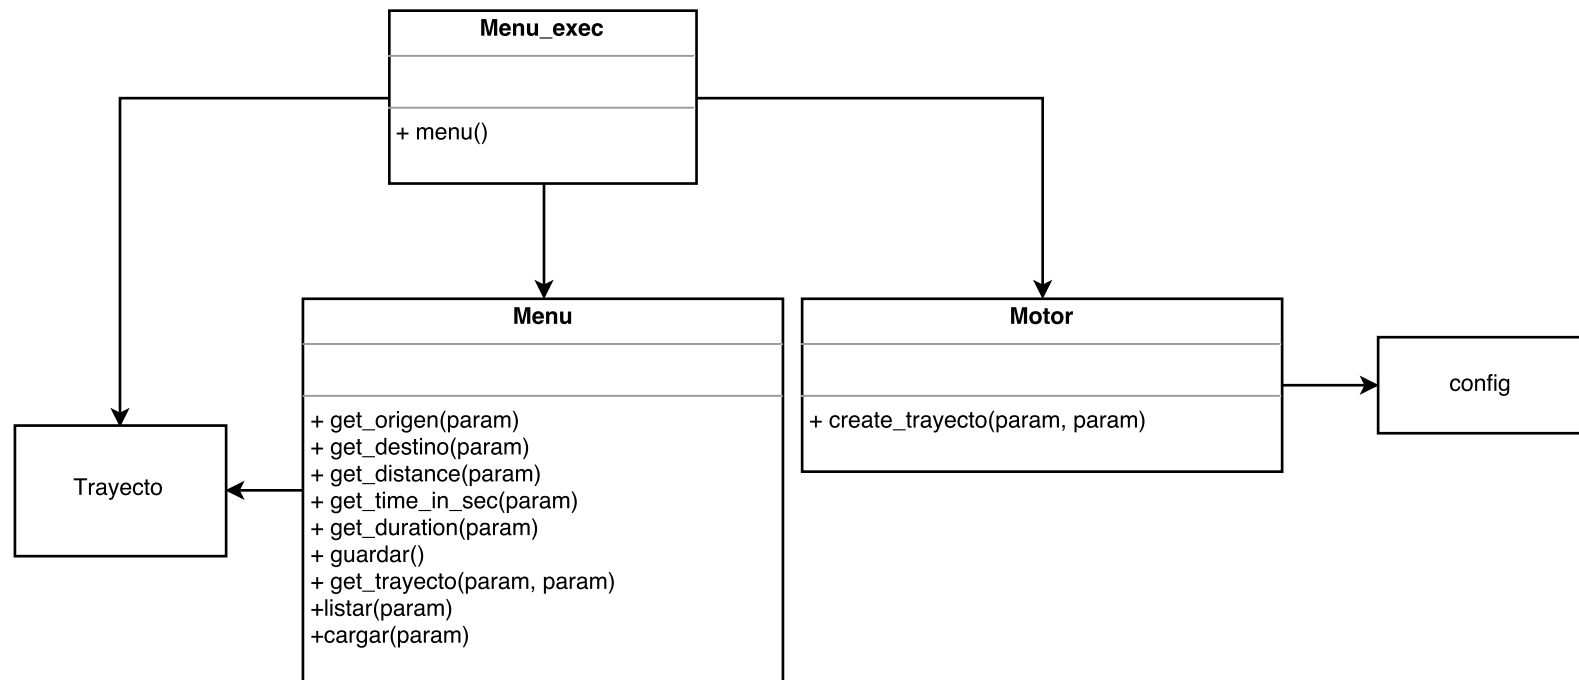 Menu_exec
+ menu()
Menu
+ get_origen(param)
+ get_destino(param)
+ get_distance(param)
+ get_time_in_sec(param)
+ get_duration(param)
+ guardar()
+ get_trayecto(param, param)
+listar(param)
+cargar(param)
Motor
+ create_trayecto(param, param)
config
Trayecto